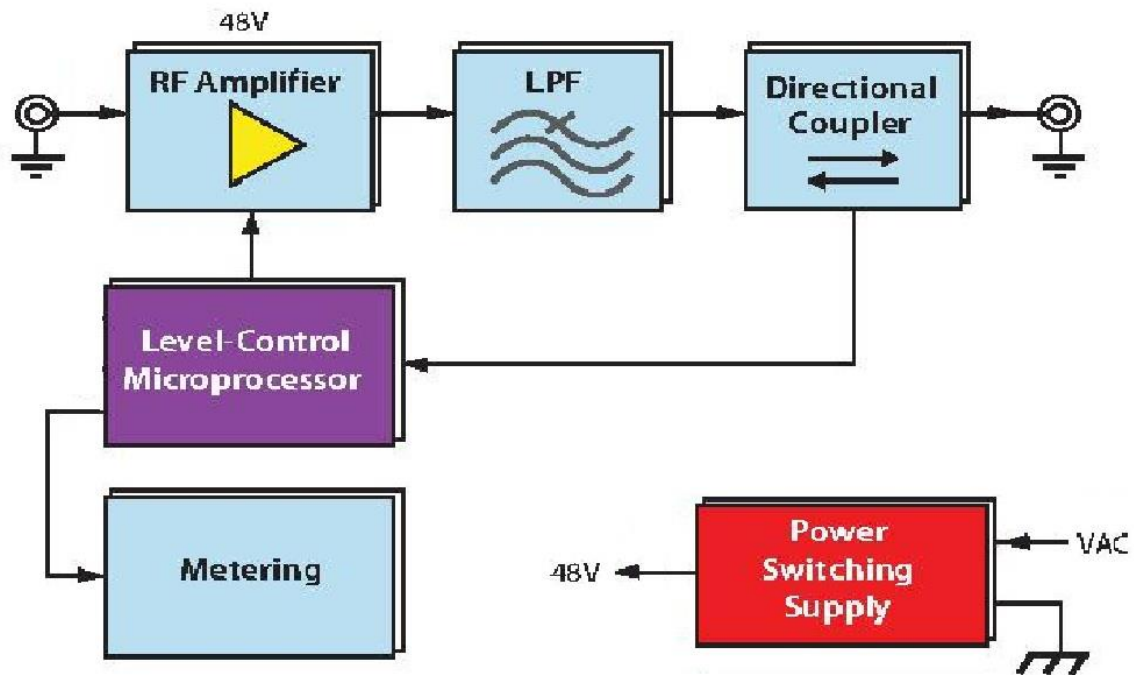 48V
RF Amplifier
LPF
Directional
Coupler
Level-Control
Microprocessor
Metering
48V
Power
Switching
Supply
VAC